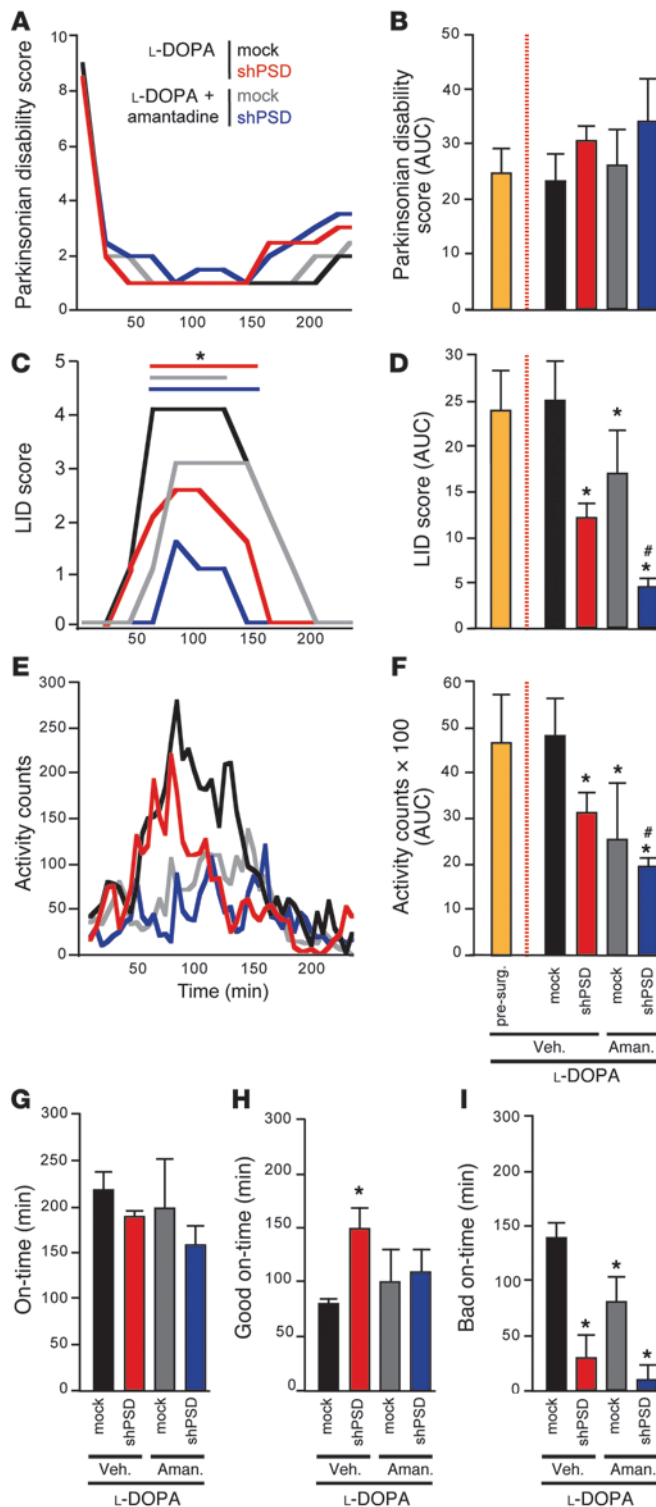 A
L-DOPA mock
shPSD
L-DOPA + mock
amantadine shPSD
Parkinsonian disability score
10
8
6
4
2
0
50 100 150 200
B
Parkinsonian disability
score (AUC)
50
40
30
20
10
0
C
*
LID score
5
4
3
2
1
0
50 100 150 200
D
LID score (AUC)
30
25
20
15
10
5
0
* * # *
E
Activity counts
300
250
200
150
100
50
0
50 100 150 200
Time (min)
F
Activity counts × 100
(AUC)
60
50
40
30
20
10
0
* * # *
pre-surg. mock shPSD mock shPSD
Veh. Aman.
L-DOPA
G
On-time (min)
300
250
200
150
100
50
0
mock shPSD mock shPSD
Veh. Aman.
L-DOPA
H
Good on-time (min)
300
200
100
50
0
*
mock shPSD mock shPSD
Veh. Aman.
L-DOPA
I
Bad on-time (min)
300
200
100
50
0
* * *
mock shPSD mock shPSD
Veh. Aman.
L-DOPA